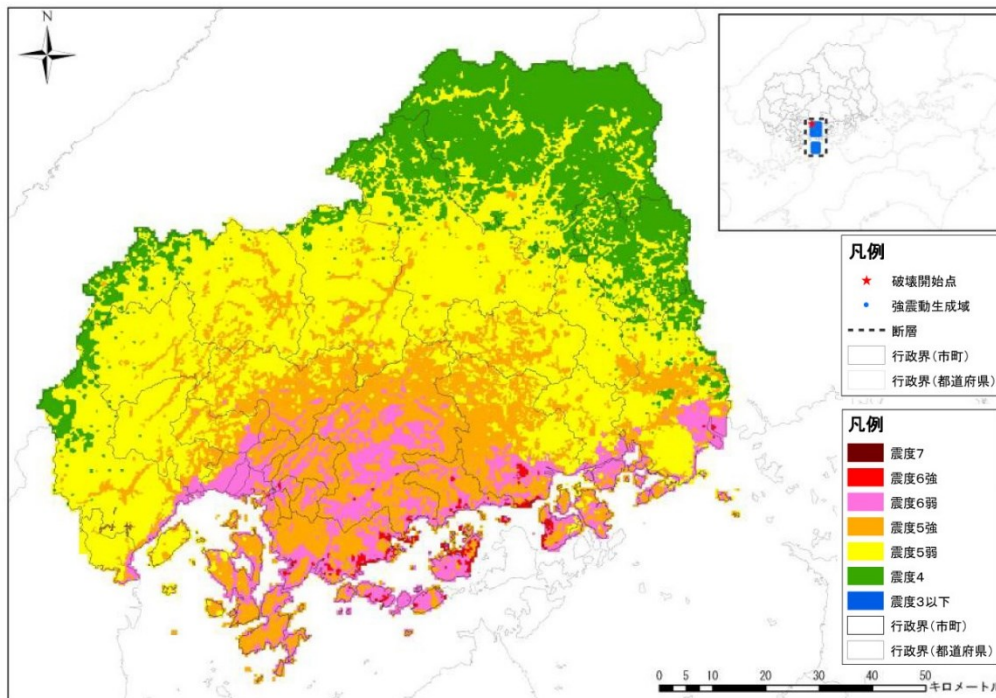 N
凡例
破壊開始点
強震動生成域
断層
行政界(市町)
行政界(都道府県)
凡例
震度7
震度6強
震度6弱
震度5強
震度5弱
震度4
震度3以下
行政界(市町)
行政界(都道府県)
0 5 10 20 30 40 50
キロメートル